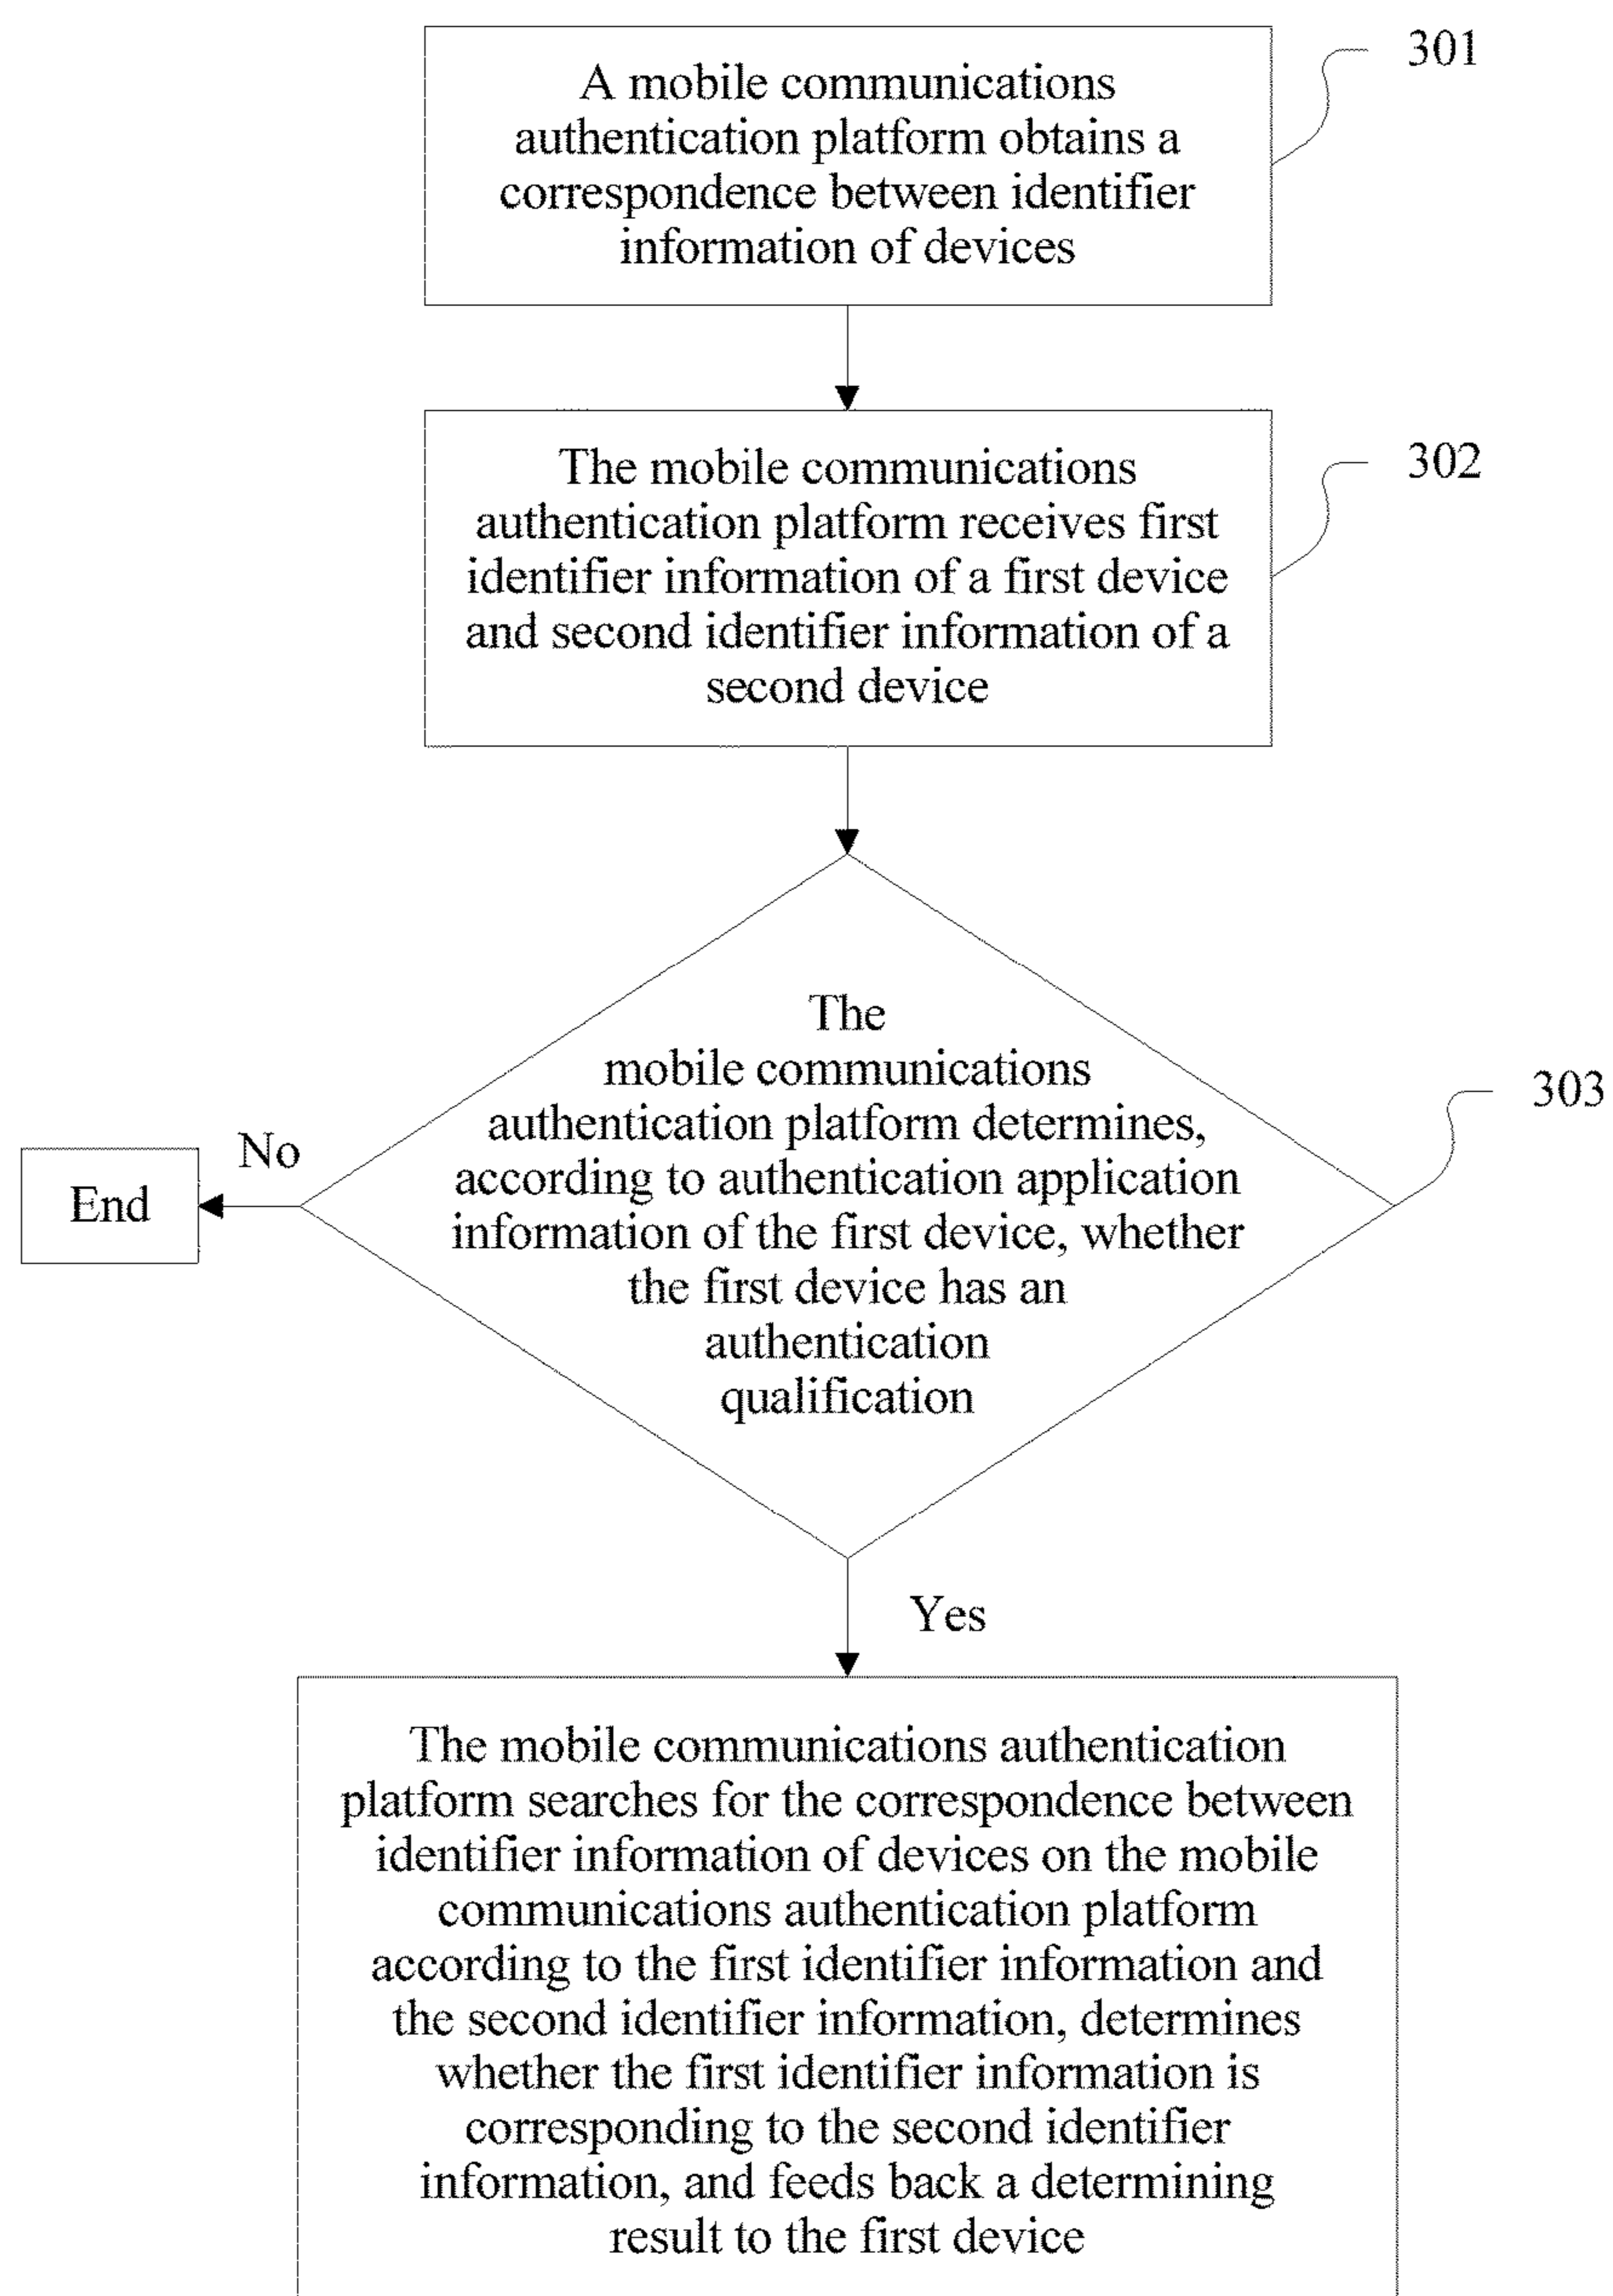 A mobile communications
authentication platform obtains a
correspondence between identifier
information of devices
301
The mobile communications
authentication platform receives first
identifier information of a first device
and second identifier information of a
second device
302
The
mobile communications
authentication platform determines,
according to authentication application
information of the first device, whether
the first device has an
authentication
qualification
303
No
End
Yes
The mobile communications authentication
platform searches for the correspondence between
identifier information of devices on the mobile
communications authentication platform
according to the first identifier information and
the second identifier information, determines
whether the first identifier information is
corresponding to the second identifier
information, and feeds back a determining
result to the first device